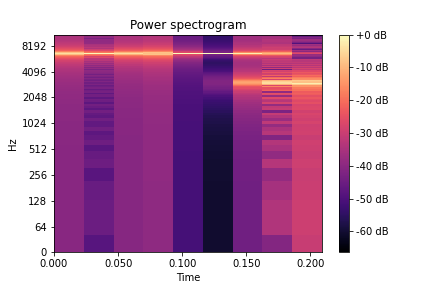 Power spectrogram
+0 dB
8192
-10 dB
4096
2048
-20 dB
1024
-30 dB
Hz
512
-40 dB
256
128
-50 dB
64
-60 dB
0
0.000
0.050
0.100
0.150
0.200
Time